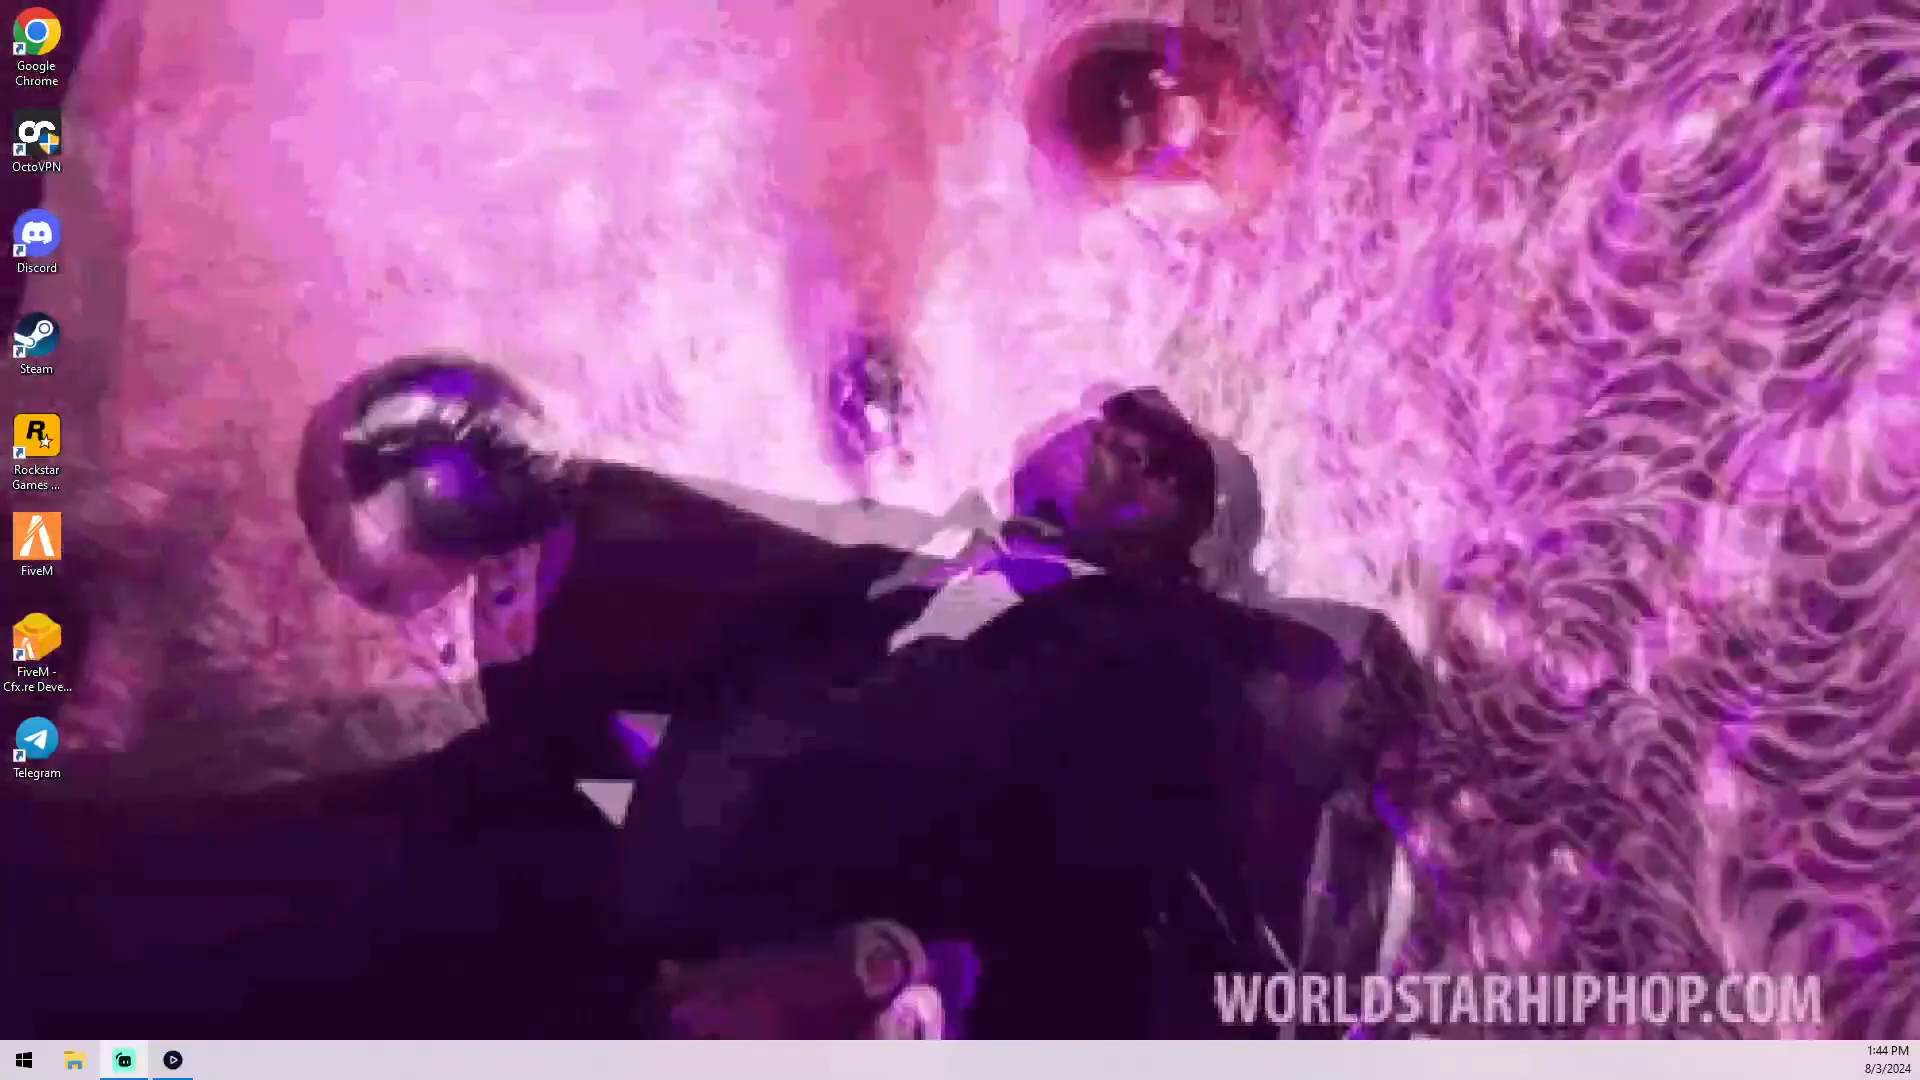 Google
Chrome
OctoVPN
Discord
Steam
Rockstar
Games ...
FiveM
FiveM -
Cfx.re Deve...
Telegram
WORLDSTARHIPHOP.COM
1:44 PM
8/3/2024